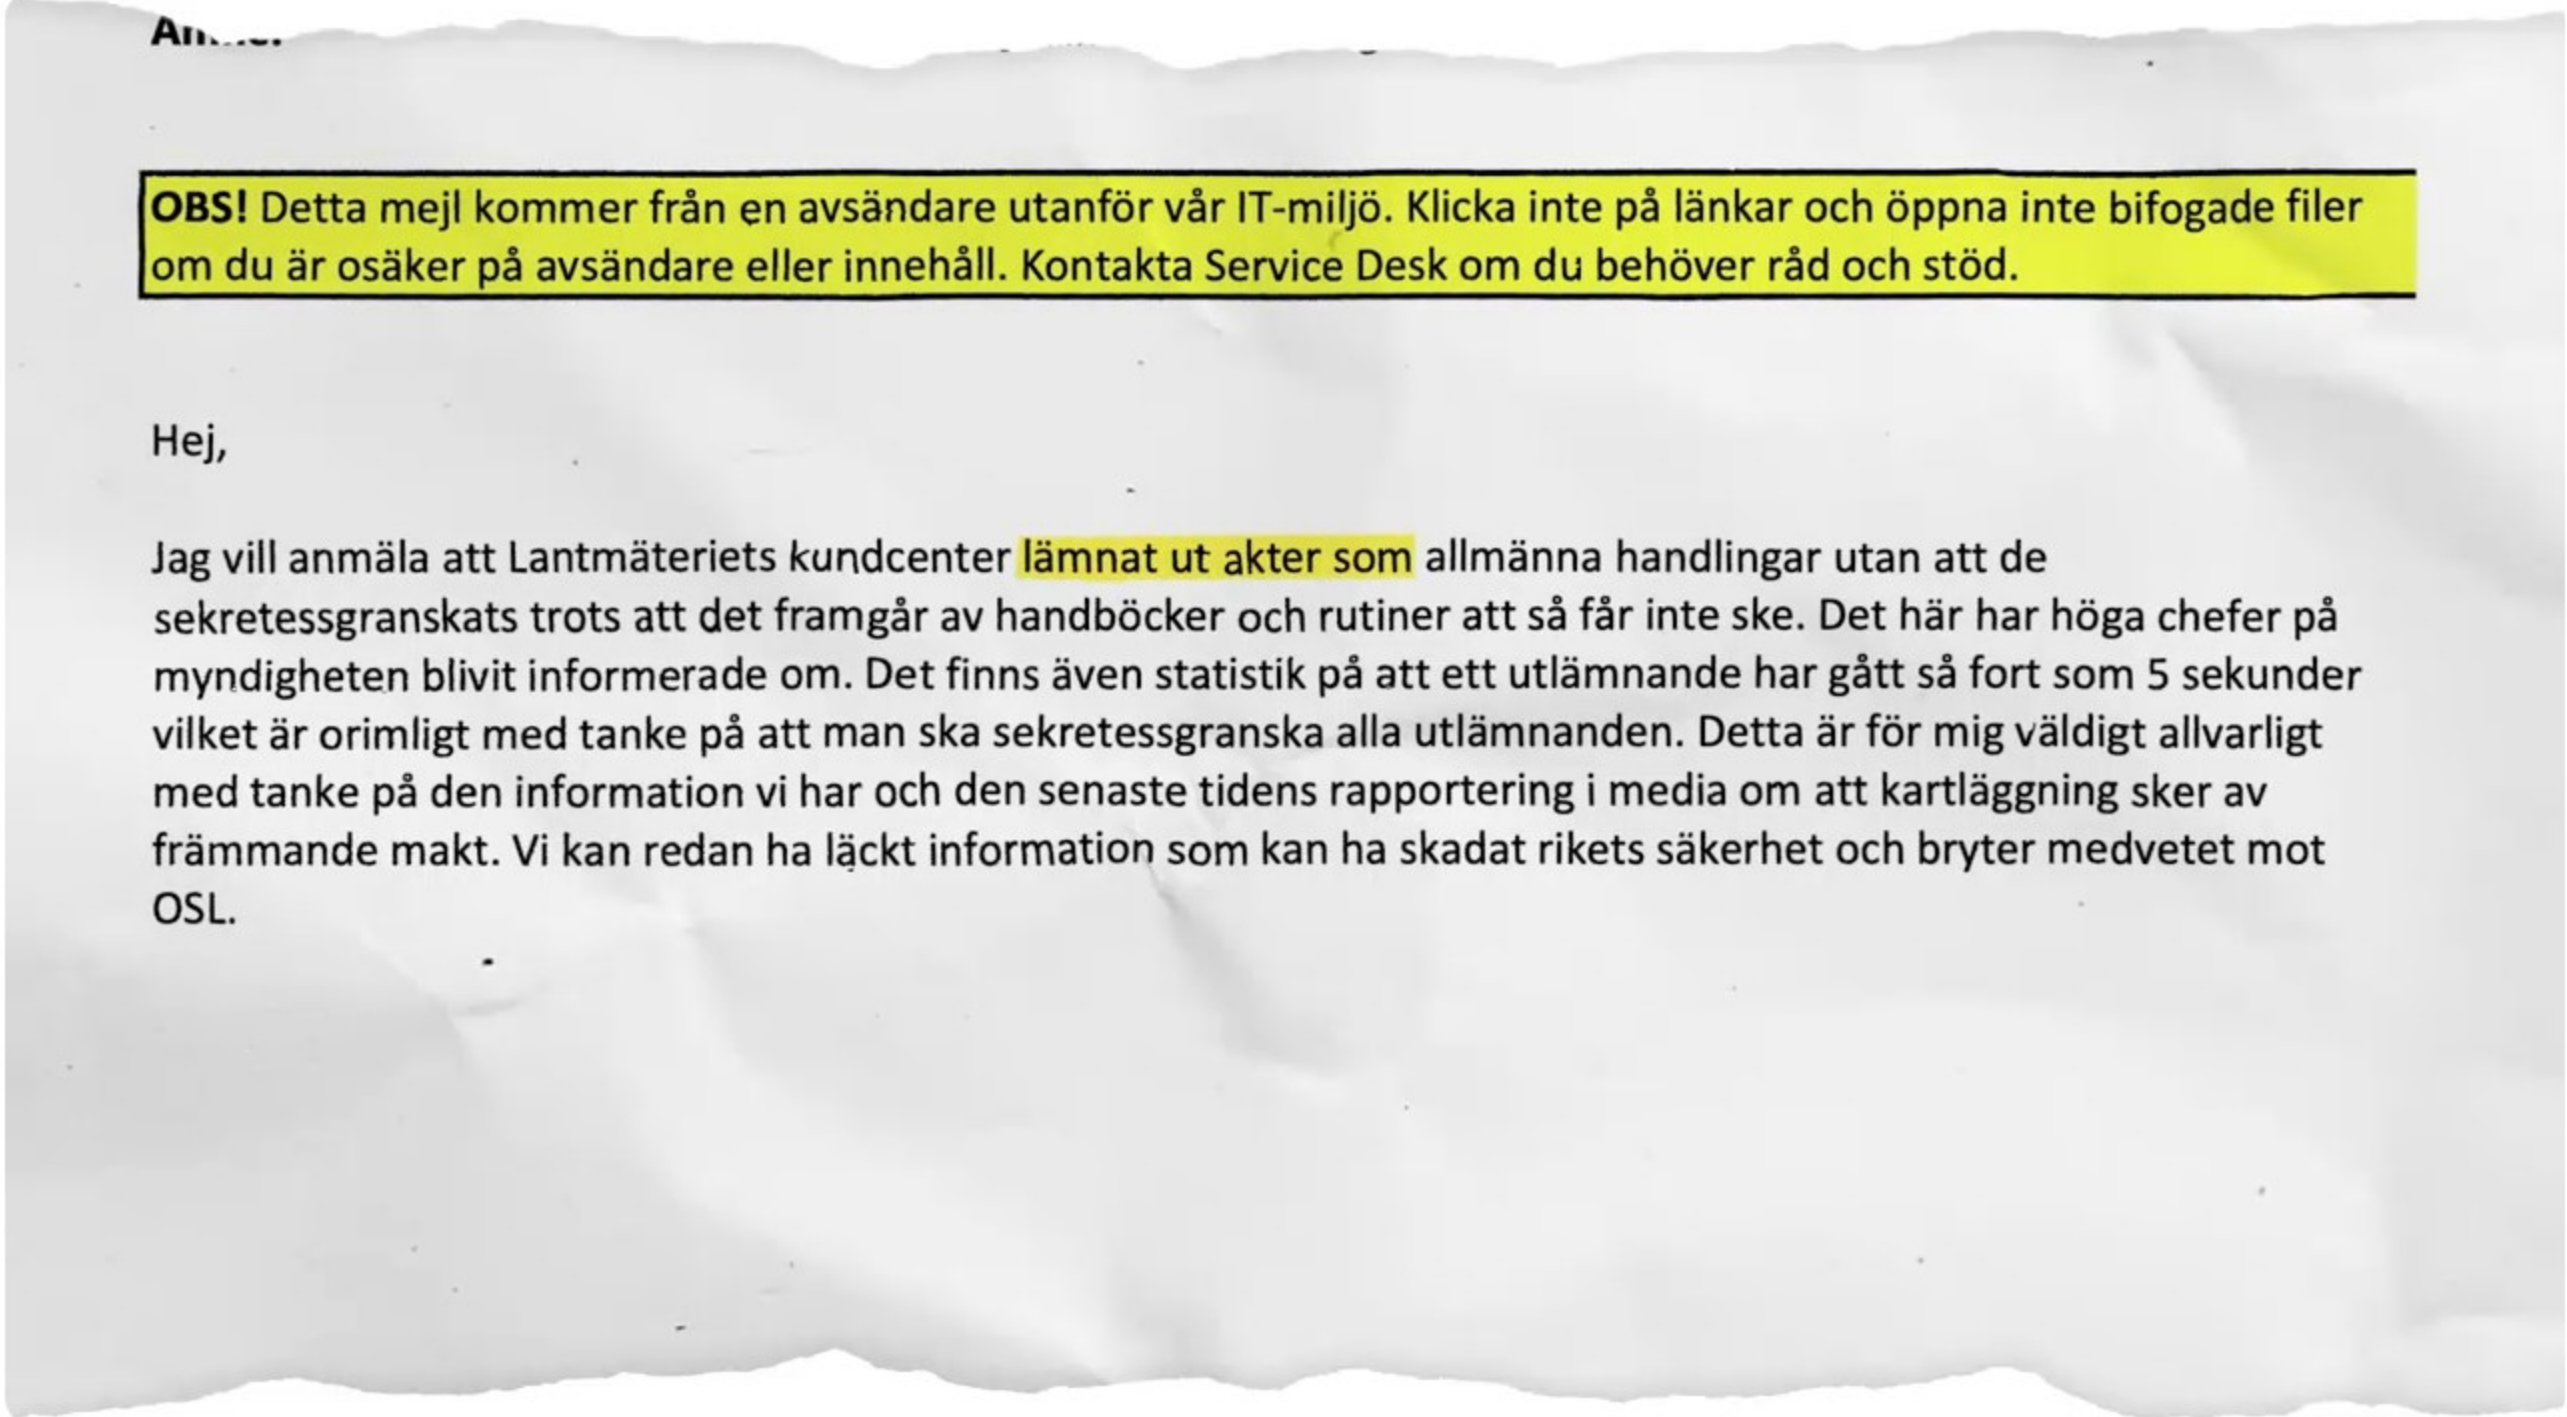 OBS! Detta mejl kommer från en avsändare utanför vår IT-miljö. Klicka inte på länkar och öppna inte bifogade filer
om du är osäker på avsändare eller innehåll. Kontakta Service Desk om du behöver råd och stöd.
Hej,
Jag vill anmäla att Lantmäteriets kundcenter lämnat ut akter som allmänna handlingar utan att de
sekretessgranskats trots att det framgår av handböcker och rutiner att så får inte ske. Det här har höga chefer på
myndigheten blivit informerade om. Det finns även statistik på att ett utlämnande har gått så fort som 5 sekunder
vilket är orimligt med tanke på att man ska sekretessgranska alla utlämnanden. Detta är för mig väldigt allvarligt
med tanke på den information vi har och den senaste tidens rapportering i media om att kartläggning sker av
främmande makt. Vi kan redan ha läckt information som kan ha skadat rikets säkerhet och bryter medvetet mot
OSL.